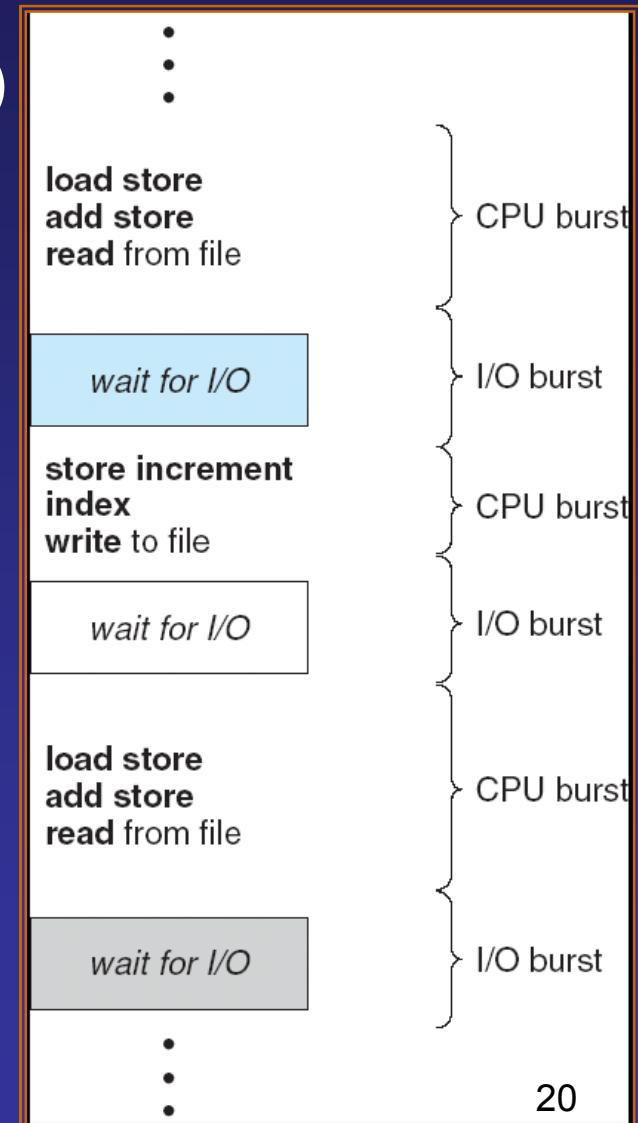 )
•
•
•
load store
add store
read from file
CPU burst
wait for I/O
I/O burst
store increment
index
write to file
CPU burst
wait for I/O
I/O burst
load store
add store
read from file
CPU burst
wait for I/O
I/O burst
•
•
•
20